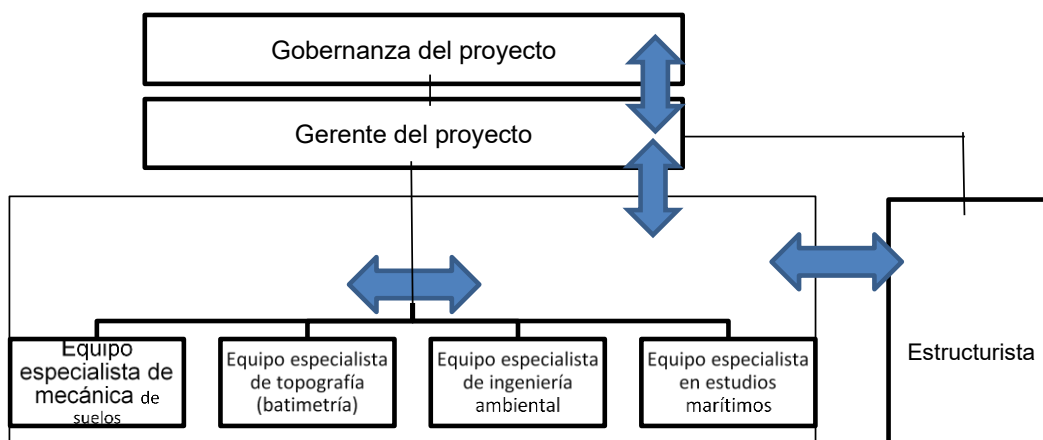 Gobernanza del proyecto
Gerente del proyecto
Equipo
especialista de
mecánica de
suelos
Equipo especialista
de topografía
(batimetría)
Equipo especialista
de ingeniería
ambiental
Equipo especialista
en estudios
marítimos
Estructurista